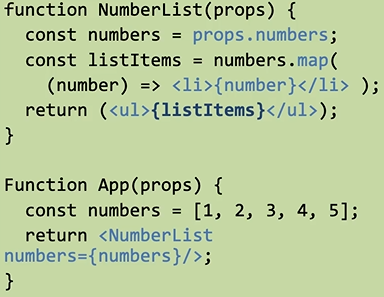 function NumberList(props) {
  const numbers = props.numbers;
  const listItems = numbers.map(
    (number) => <li>{number}</li> );
  return (<ul>{listItems}</ul>);
}

Function App(props) {
  const numbers = [1, 2, 3, 4, 5];
  return <NumberList
numbers={numbers}/>;
}